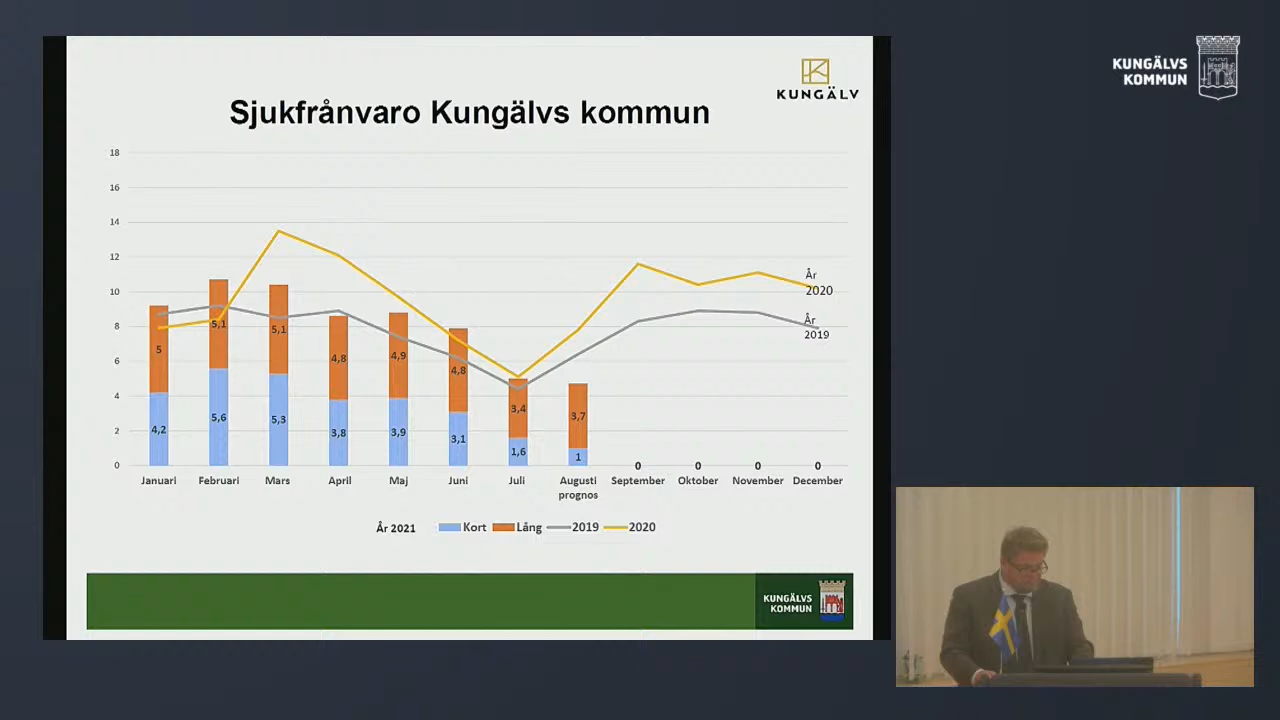 KUNGÄLVS
KOMMUN
KUNGÄLV
Sjukfrånvaro Kungälvs kommun
18
16
14
12
10
8
6
4
2
0
År
2020
År
2019
5 5,1 5,1 4,8 4,9 4,8 3,4 3,7
4,2 5,6 5,3 3,8 3,9 3,1 1,6 1 0 0 0 0
Januari Februari Mars April Maj Juni Juli Augusti prognos September Oktober November December
År 2021 Kort Lång 2019 2020
KUNGÄLVS
KOMMUN